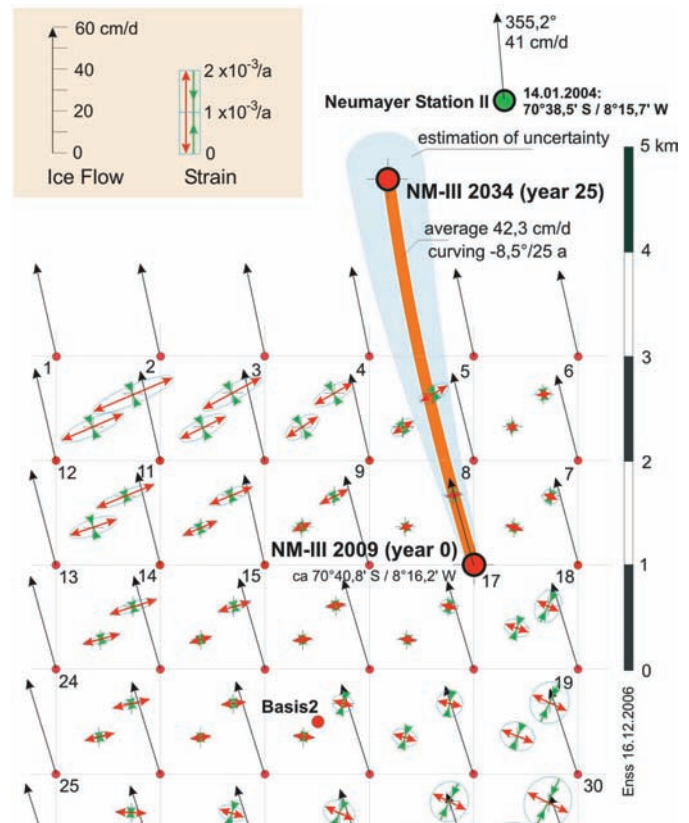 60 cm/d
40
20
0
Ice Flow
2 x10⁻³/a
1 x10⁻³/a
0
Strain
355,2°
41 cm/d
Neumayer Station II
14.01.2004:
70°38,5' S / 8°15,7' W
estimation of uncertainty
5 km
NM-III 2034 (year 25)
average 42,3 cm/d
curving -8,5°/25 a
4
3
1
2
3
4
5
6
2
12
11
9
8
7
NM-III 2009 (year 0)
ca 70°40,8' S / 8°16,2' W
1
13
14
15
17
18
0
24
Basis2
19
25
30
Enss 16.12.2006